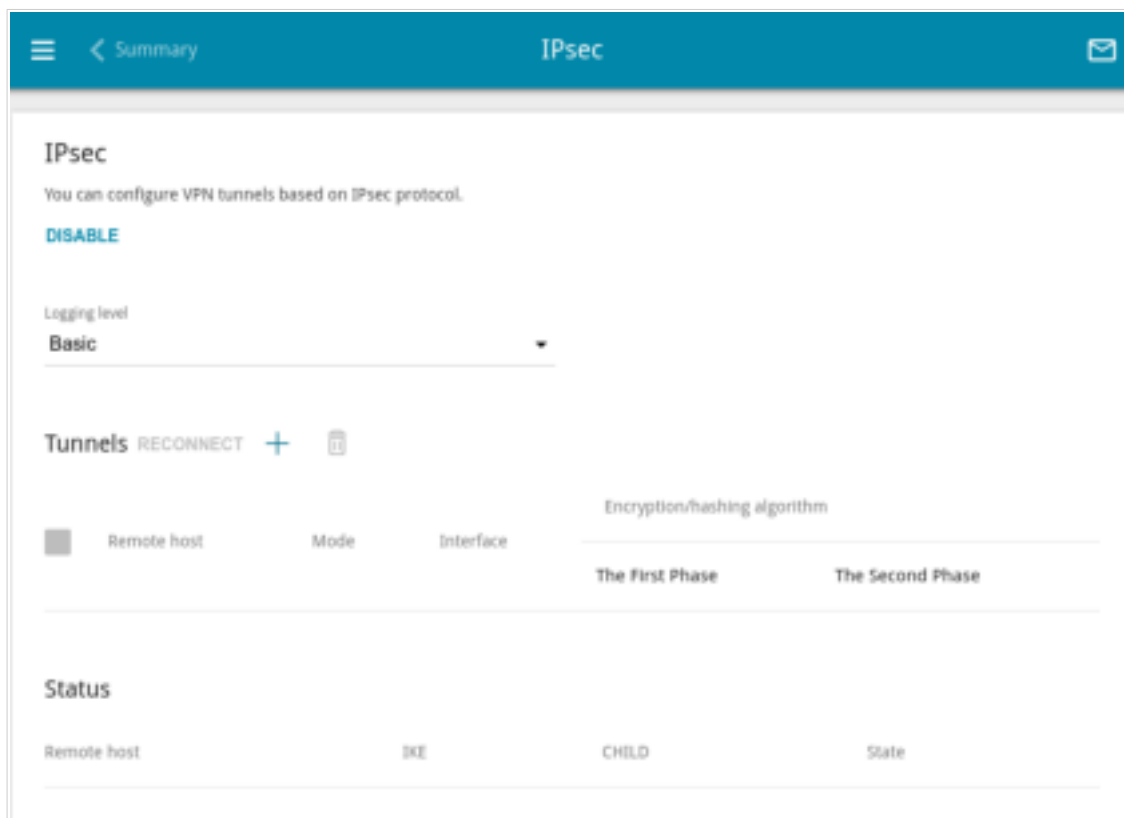 Summary
IPsec
IPsec
You can configure VPN tunnels based on IPsec protocol.
DISABLE
Logging level
Basic
Tunnels RECONNECT
Encryption/hashing algorithm
Remote host Mode Interface
The First Phase The Second Phase
Status
Remote host IKE CHILD State